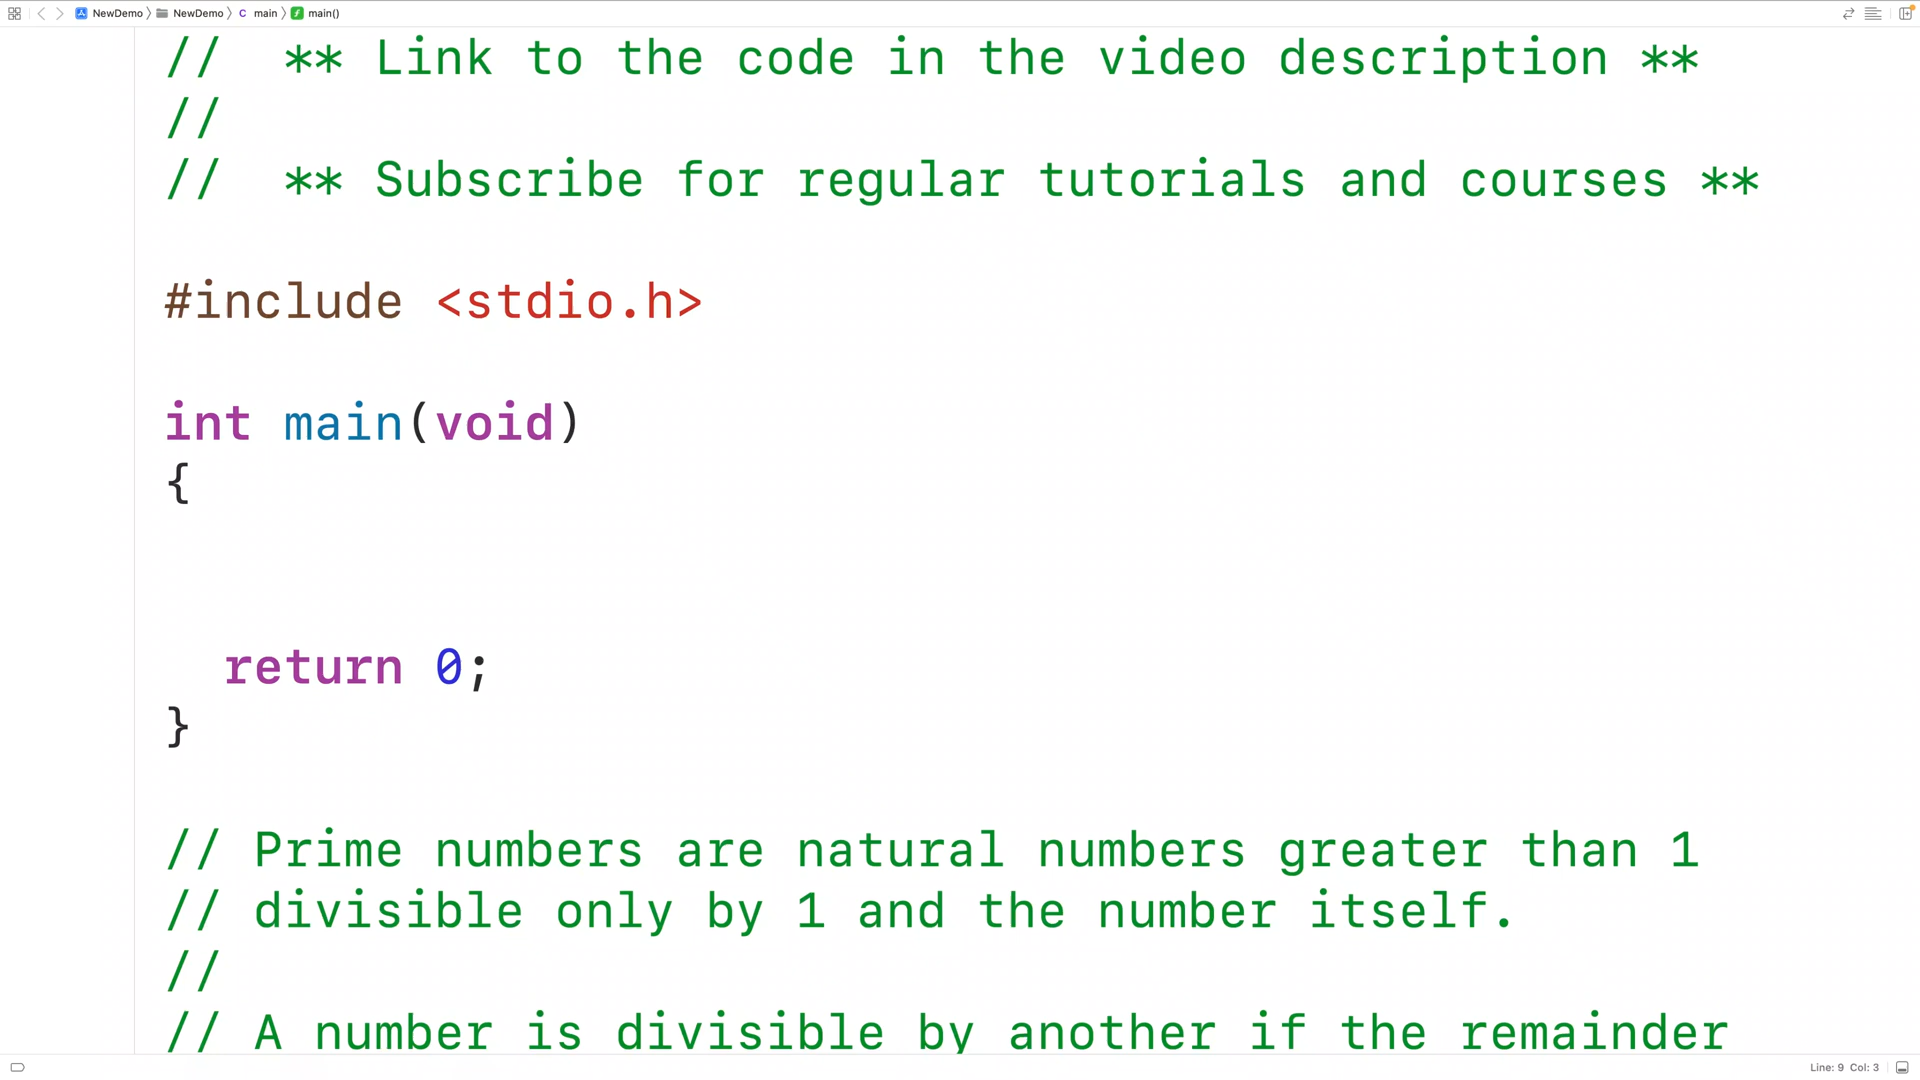 NewDemo NewDemo C main f main()
//  ** Link to the code in the video description **
//
//  ** Subscribe for regular tutorials and courses **
#include <stdio.h>
int main(void)
{
  return 0;
}
// Prime numbers are natural numbers greater than 1
// divisible only by 1 and the number itself.
//
// A number is divisible by another if the remainder
Line: 9 Col: 3